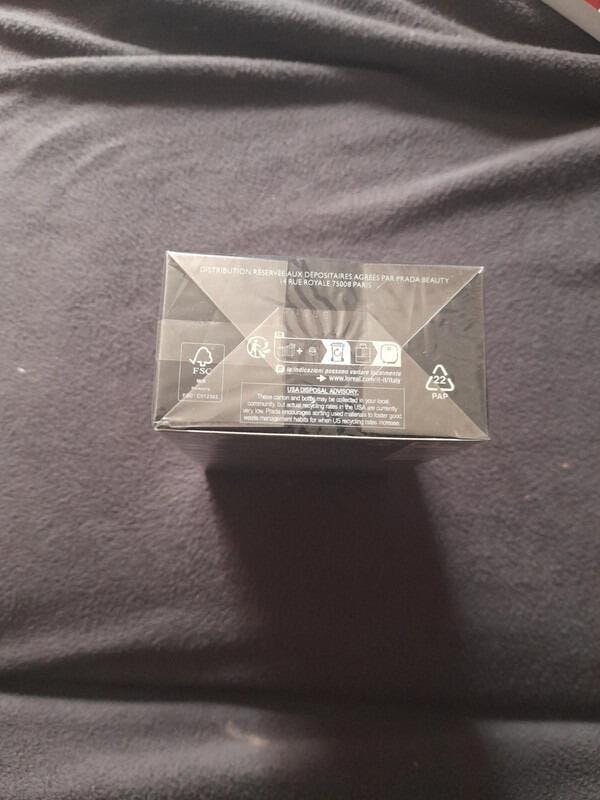 DISTRIBUTION RÉSERVÉE AUX DÉPOSITAIRES AGRÉÉS PAR PRADA BEAUTY
14 RUE ROYALE 75008 PARIS
FR
+
FSC
MIX
le indicazioni possono variare localmente
www.loreal.com/it-it/Italy
22
PAP
USA DISPOSAL ADVISORY:
These carton and bottle may be collected in your local
community, but actual recycling rates in the USA are currently
very low. Prada encourages sorting used materials to foster good
waste management habits for when US recycling rates increase.